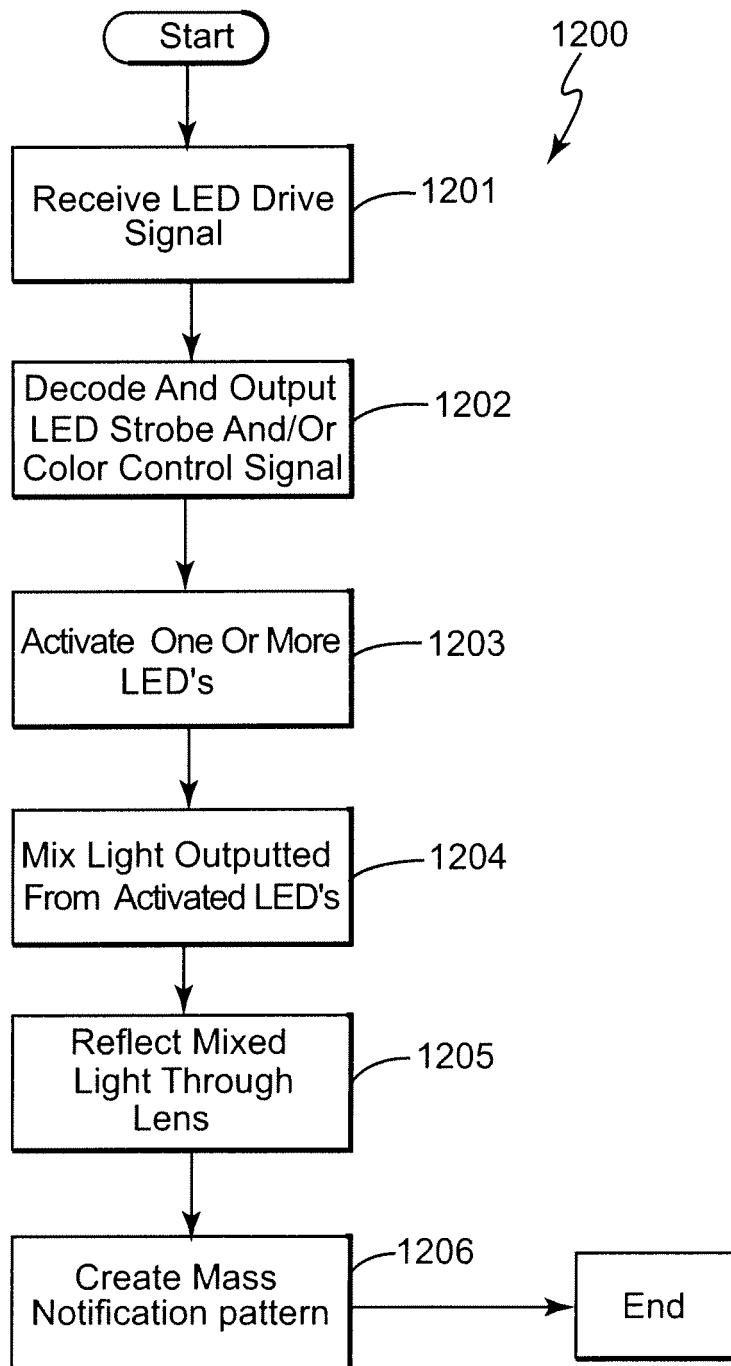 Start
1200
Receive LED Drive
Signal
1201
Decode And Output
LED Strobe And/Or
Color Control Signal
1202
Activate One Or More
LED's
1203
Mix Light Outputted
From Activated LED's
1204
Reflect Mixed
Light Through
Lens
1205
Create Mass
Notification pattern
1206
End